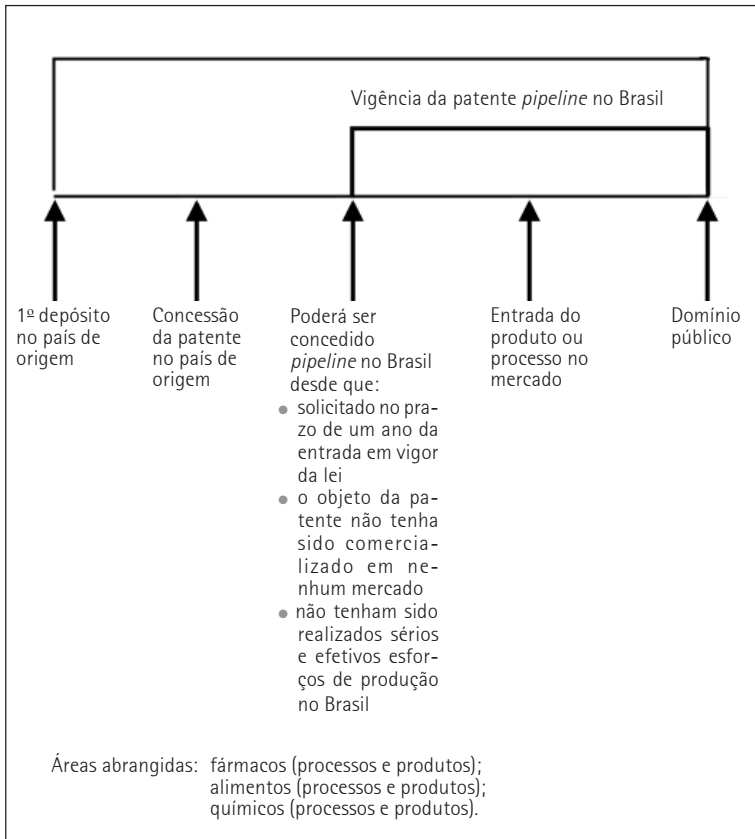 Vigência da patente pipeline no Brasil
1º depósito
no país de
origem
Concessão
da patente
no país de
origem
Poderá ser
concedido
pipeline no Brasil
desde que:
• solicitado no pra-
zo de um ano da
entrada em vigor
da lei
• o objeto da pa-
tente não tenha
sido comercia-
lizado em ne-
nhum mercado
• não tenham sido
realizados sérios
e efetivos esfor-
ços de produção
no Brasil
Entrada do
produto ou
processo no
mercado
Domínio
público
Áreas abrangidas: fármacos (processos e produtos);
alimentos (processos e produtos);
químicos (processos e produtos).